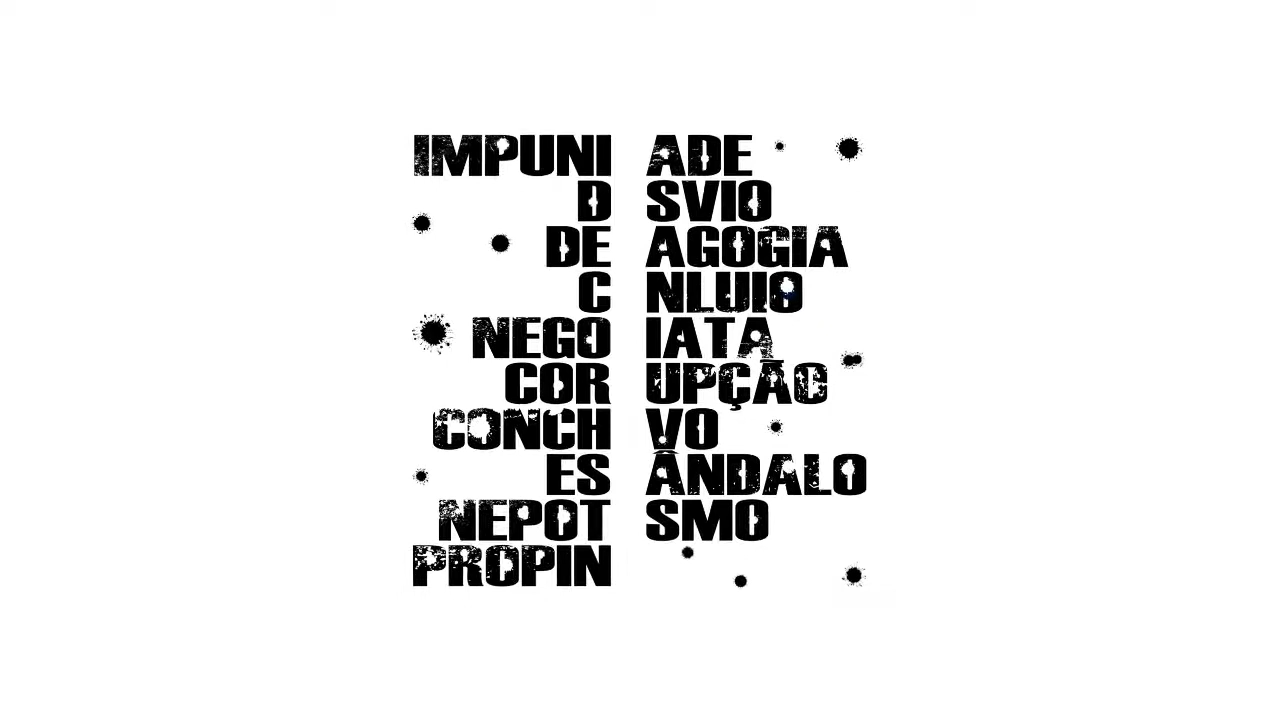 IMPUNI ADE
D SVIO
DE AGOGIA
C NLUIO
NEGO IATA
COR UPÇÃO
CONCH VO
ES ÂNDALO
NEPOT SMO
PROPIN